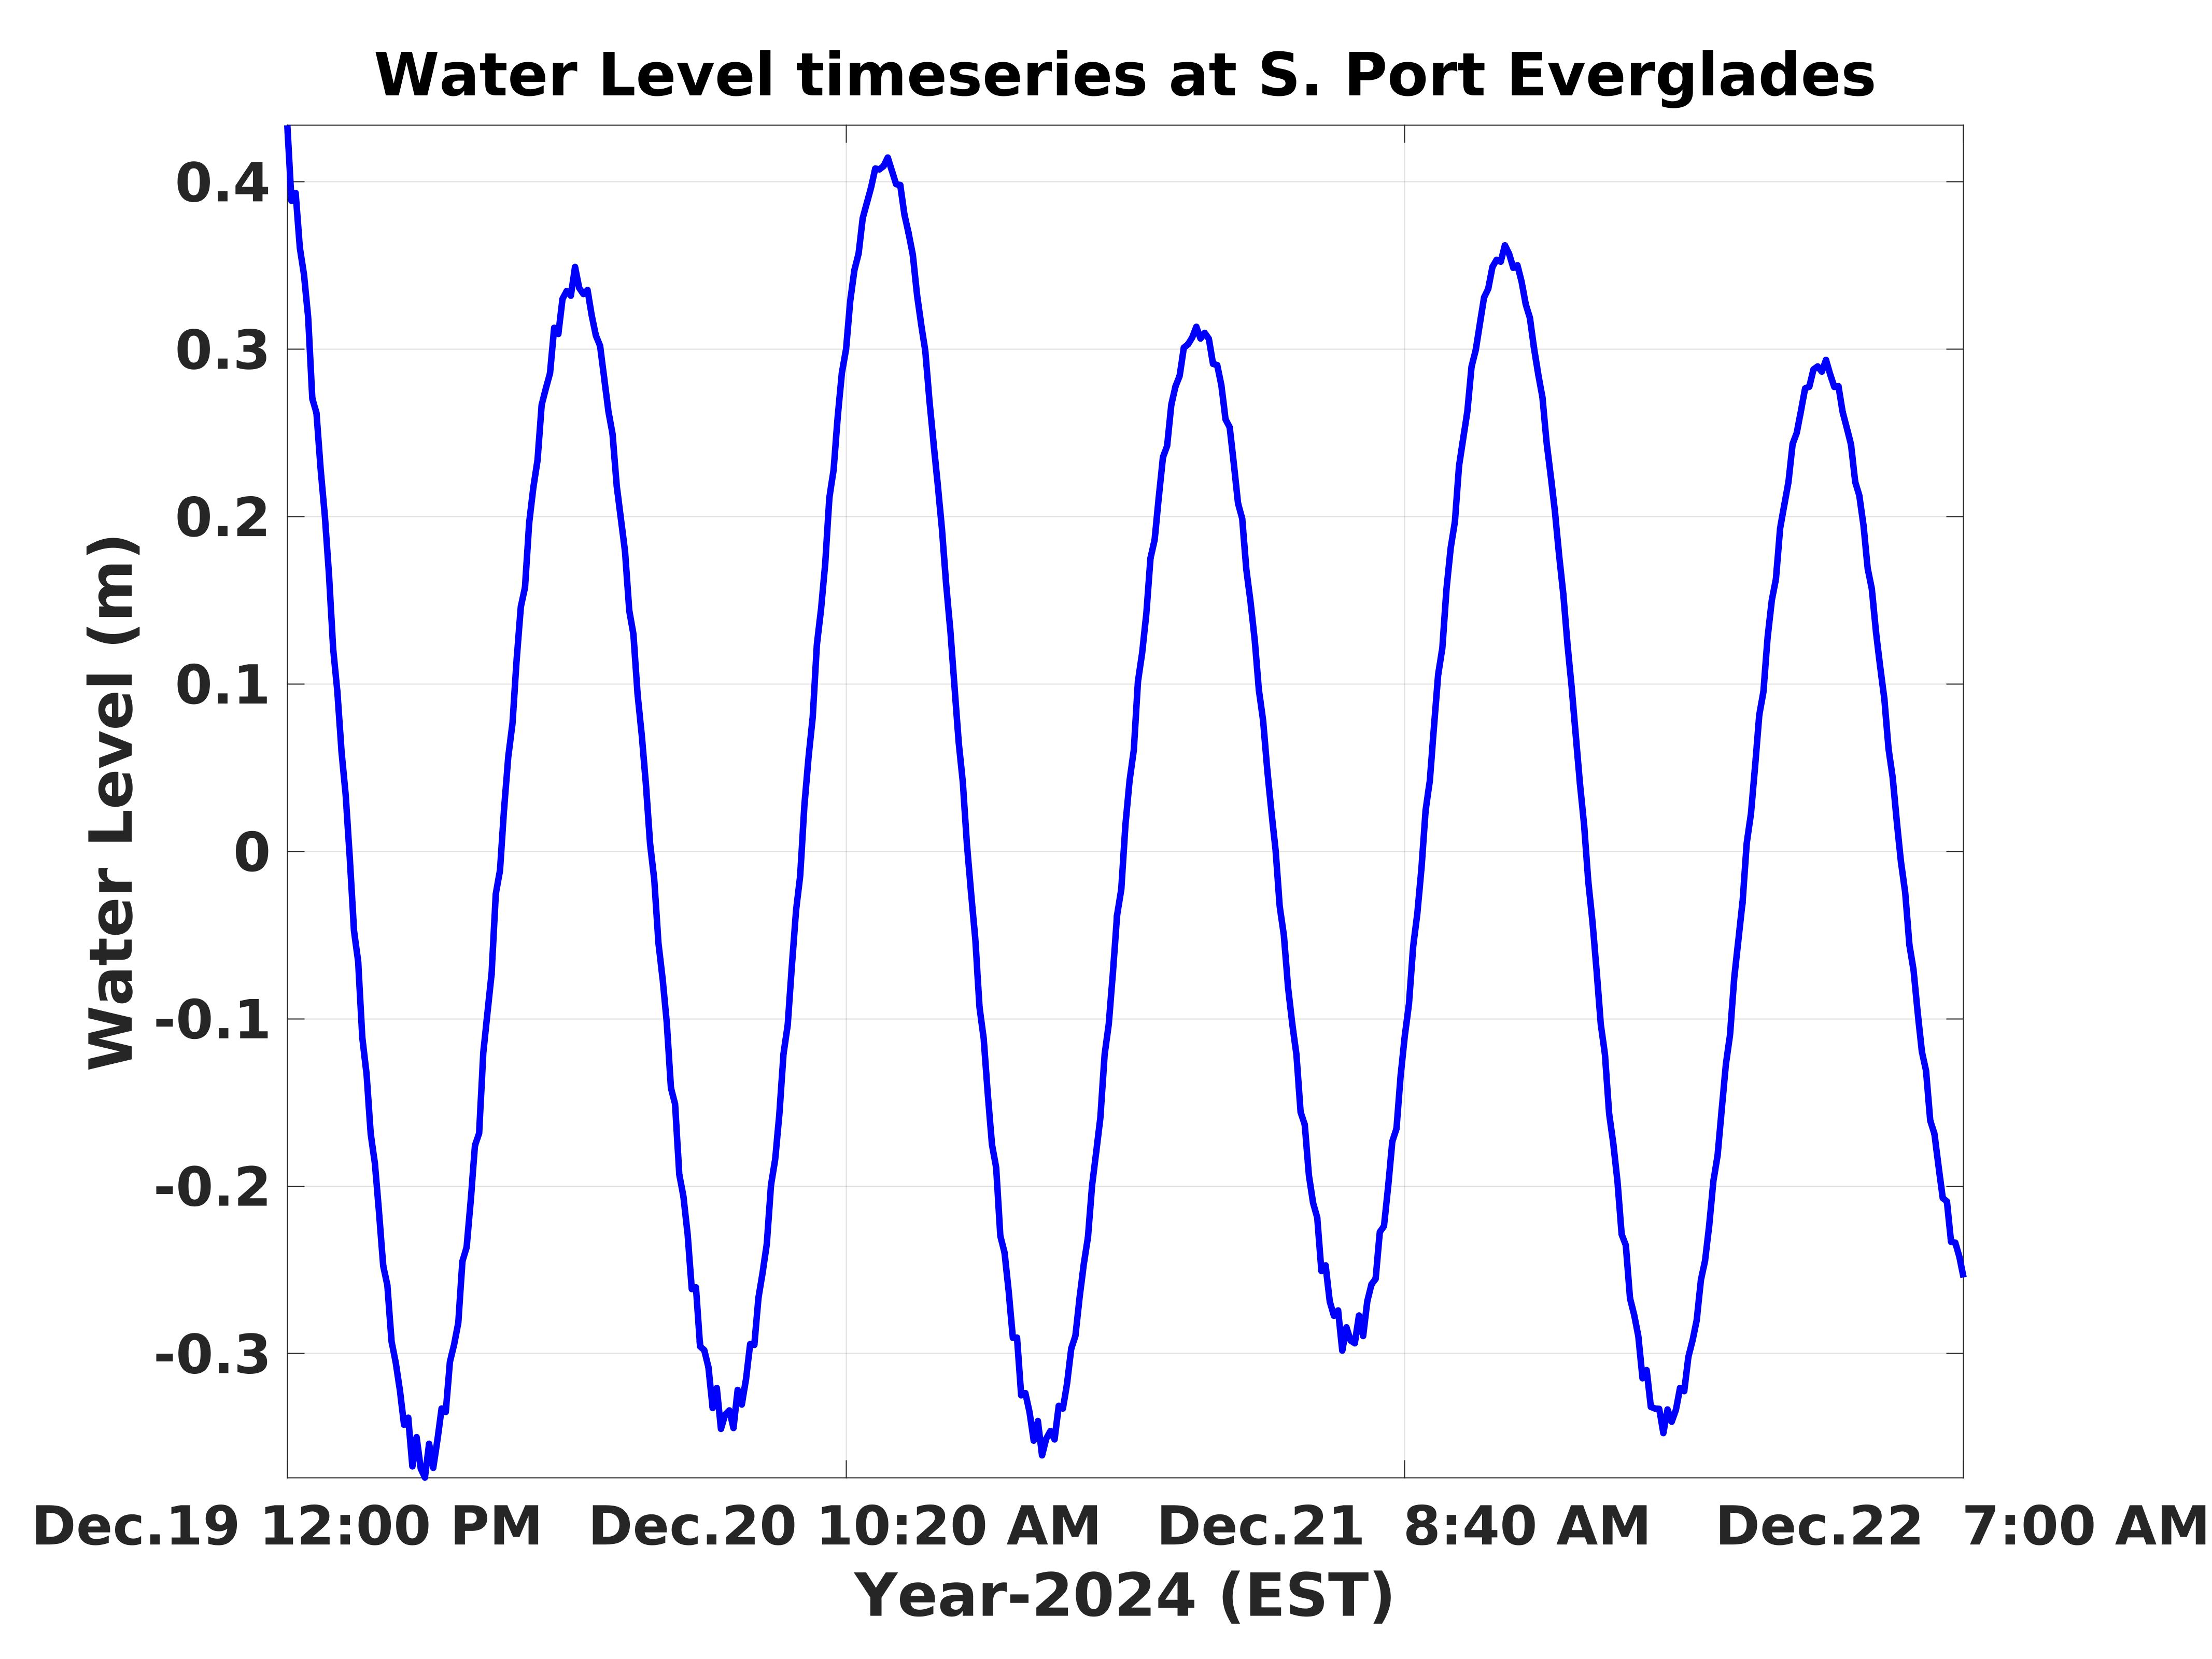 Water Level timeseries at S. Port Everglades
0.4
0.3
0.2
0.1
0
-0.1
-0.2
-0.3
Water Level (m)
Dec.19 12:00 PM Dec.20 10:20 AM Dec.21 8:40 AM Dec.22 7:00 AM
Year-2024 (EST)